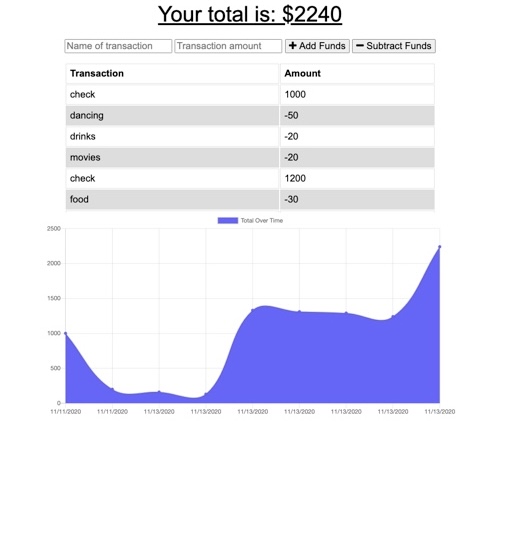 Your total is: $2240
Name of transaction Transaction amount + Add Funds − Subtract Funds
Transaction Amount
check 1000
dancing -50
drinks -20
movies -20
check 1200
food -30
Total Over Time
2500
2000
1500
1000
500
0
11/11/2020 11/11/2020 11/13/2020 11/13/2020 11/13/2020 11/13/2020 11/13/2020 11/13/2020 11/13/2020